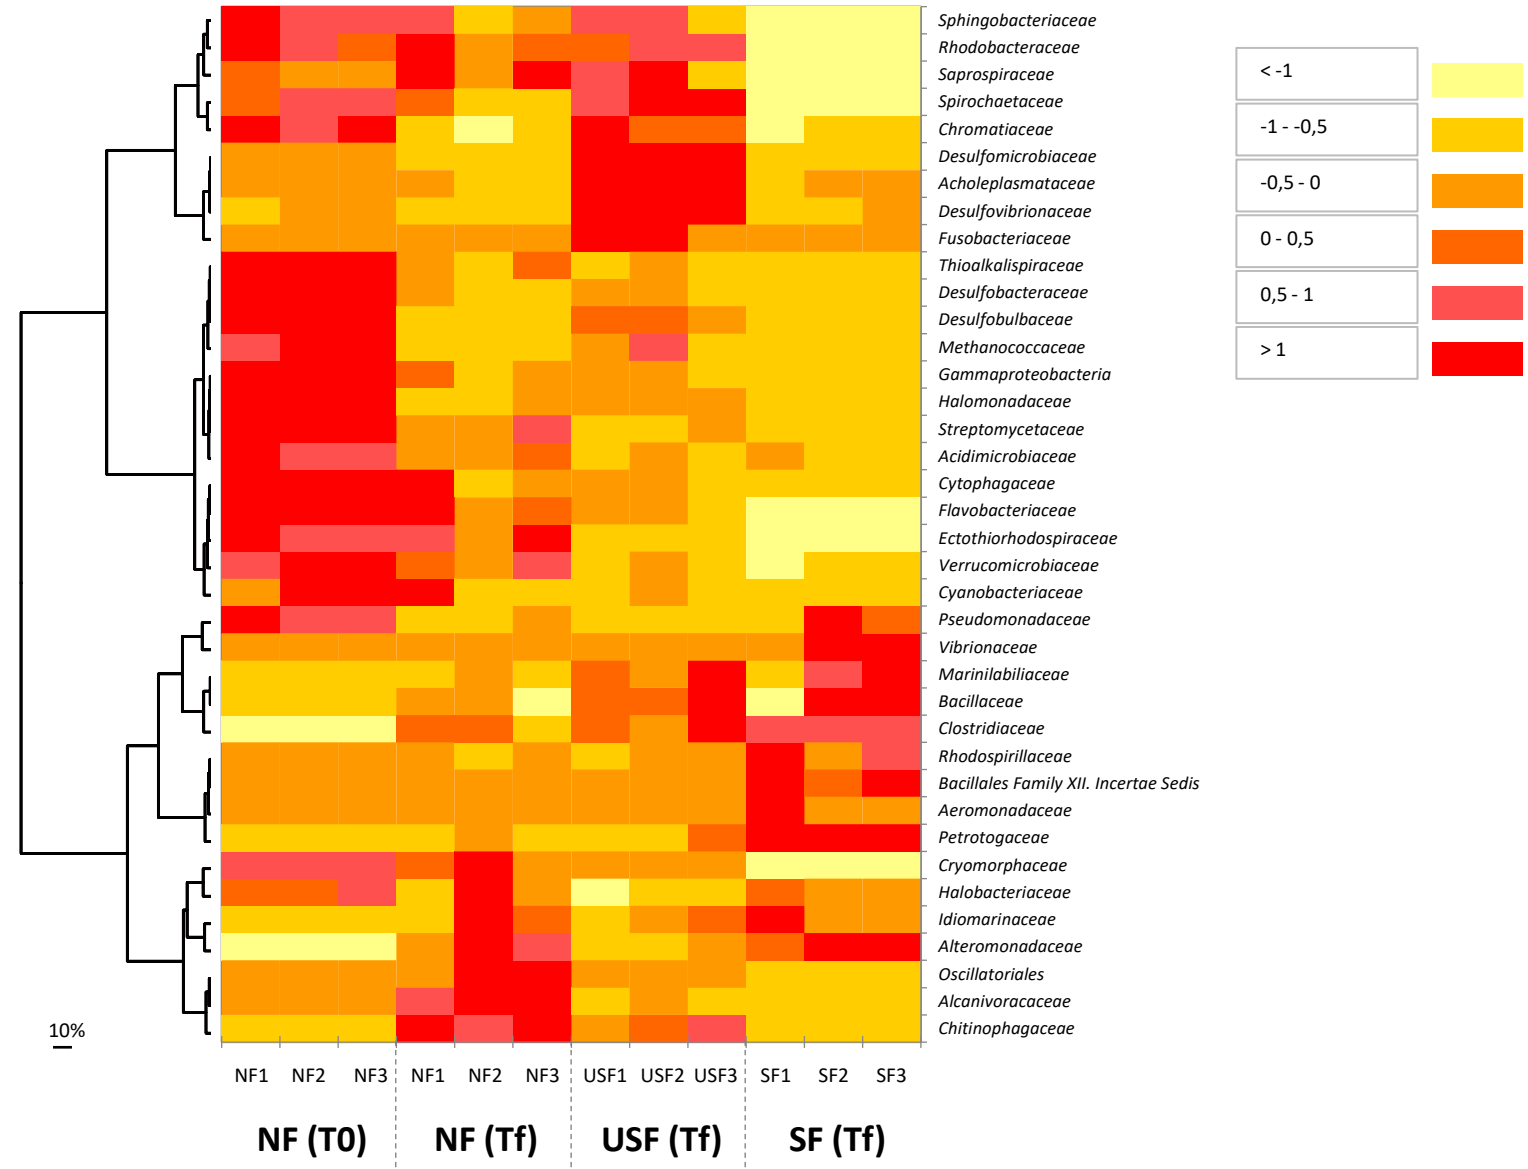 Sphingobacteriaceae
Rhodobacteraceae
Saprospiraceae
Spirochaetaceae
Chromatiaceae
Desulfomicrobiaceae
Acholeplasmataceae
Desulfovibrionaceae
Fusobacteriaceae
Thioalkalispiraceae
Desulfobacteraceae
Desulfobulbaceae
Methanococcaceae
Gammaproteobacteria
Halomonadaceae
Streptomycetaceae
Acidimicrobiaceae
Cytophagaceae
Flavobacteriaceae
Ectothiorhodospiraceae
Verrucomicrobiaceae
Cyanobacteriaceae
Pseudomonadaceae
Vibrionaceae
Marinilabiliaceae
Bacillaceae
Clostridiaceae
Rhodospirillaceae
Bacillales Family XII. Incertae Sedis
Aeromonadaceae
Petrotogaceae
Cryomorphaceae
Halobacteriaceae
Idiomarinaceae
Alteromonadaceae
Oscillatoriales
Alcanivoracaceae
Chitinophagaceae
< -1
-1 - -0,5
-0,5 - 0
0 - 0,5
0,5 - 1
> 1
10%
NF1 NF2 NF3 NF1 NF2 NF3 USF1 USF2 USF3 SF1 SF2 SF3
NF (T0) NF (Tf) USF (Tf) SF (Tf)